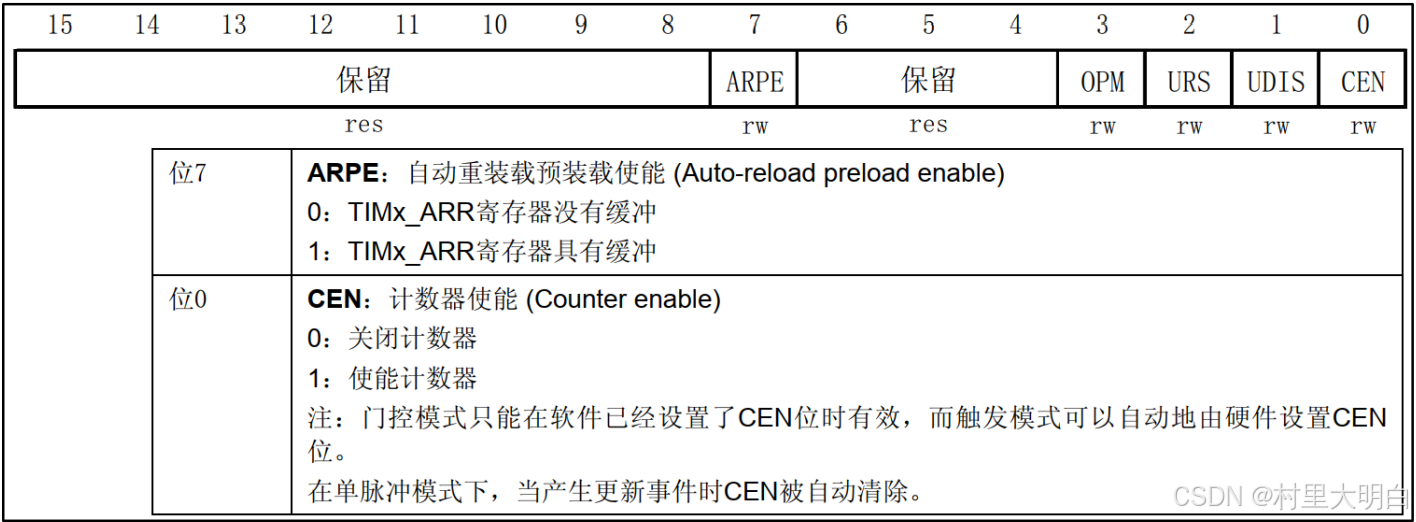 15 14 13 12 11 10 9 8 7 6 5 4 3 2 1 0
保留 ARPE 保留 OPM URS UDIS CEN
res rw res rw rw rw rw
位7
ARPE：自动重装载预装载使能 (Auto-reload preload enable)
0：TIMx_ARR寄存器没有缓冲
1：TIMx_ARR寄存器具有缓冲
位0
CEN：计数器使能 (Counter enable)
0：关闭计数器
1：使能计数器
注：门控模式只能在软件已经设置了CEN位时有效，而触发模式可以自动地由硬件设置CEN
位。
在单脉冲模式下，当产生更新事件时CEN被自动清除。
CSDN @村里大明白